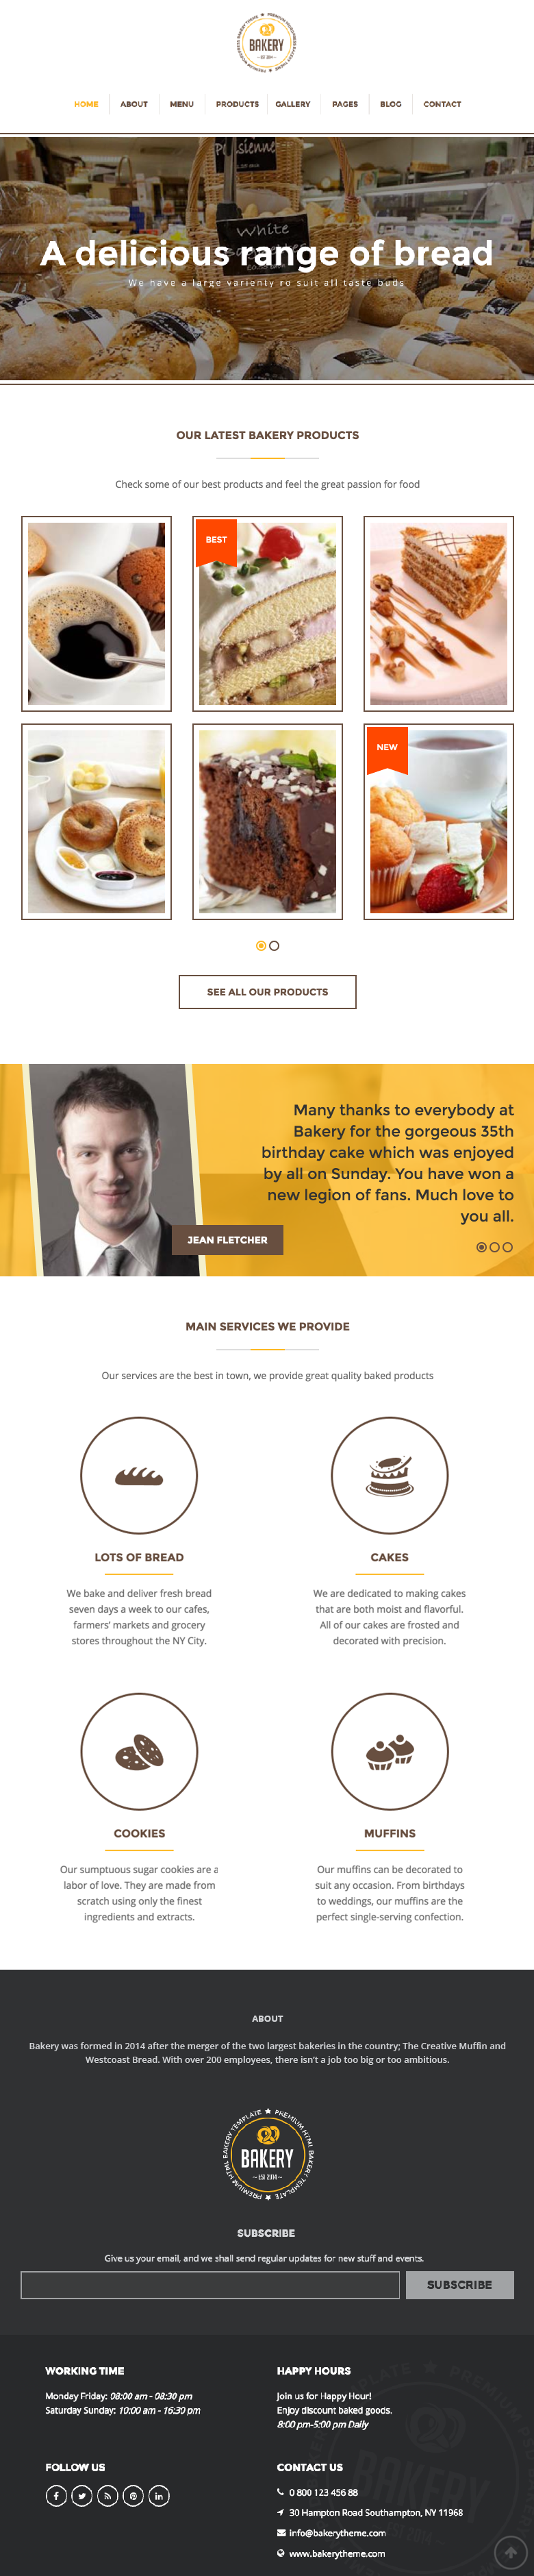 BAKERY
EST 2014
HOME ABOUT MENU PRODUCTS GALLERY PAGES BLOG CONTACT
Parisienne
White
A delicious range of bread
We have a large varienty ro suit all taste buds
OUR LATEST BAKERY PRODUCTS
Check some of our best products and feel the great passion for food
BEST
NEW
SEE ALL OUR PRODUCTS
Many thanks to everybody at
Bakery for the gorgeous 35th
birthday cake which was enjoyed
by all on Sunday. You have won a
new legion of fans. Much love to
you all.
JEAN FLETCHER
MAIN SERVICES WE PROVIDE
Our services are the best in town, we provide great quality baked products
LOTS OF BREAD
We bake and deliver fresh bread
seven days a week to our cafes,
farmers' markets and grocery
stores throughout the NY City.
CAKES
We are dedicated to making cakes
that are both moist and flavorful.
All of our cakes are frosted and
decorated with precision.
COOKIES
Our sumptuous sugar cookies are a
labor of love. They are made from
scratch using only the finest
ingredients and extracts.
MUFFINS
Our muffins can be decorated to
suit any occasion. From birthdays
to weddings, our muffins are the
perfect single-serving confection.
ABOUT
Bakery was formed in 2014 after the merger of the two largest bakeries in the country; The Creative Muffin and
Westcoast Bread. With over 200 employees, there isn't a job too big or too ambitious.
BAKERY TEMPLATE ★ PREMIUM HTML
BAKERY
EST 2014
SUBSCRIBE
Give us your email, and we shall send regular updates for new stuff and events.
SUBSCRIBE
WORKING TIME
Monday Friday: 08:00 am - 08:30 pm
Saturday Sunday: 10:00 am - 16:30 pm
HAPPY HOURS
Join us for Happy Hour!
Enjoy discount baked goods.
8:00 pm-5:00 pm Daily
FOLLOW US
CONTACT US
0 800 123 456 88
30 Hampton Road Southampton, NY 11968
info@bakerytheme.com
www.bakerytheme.com